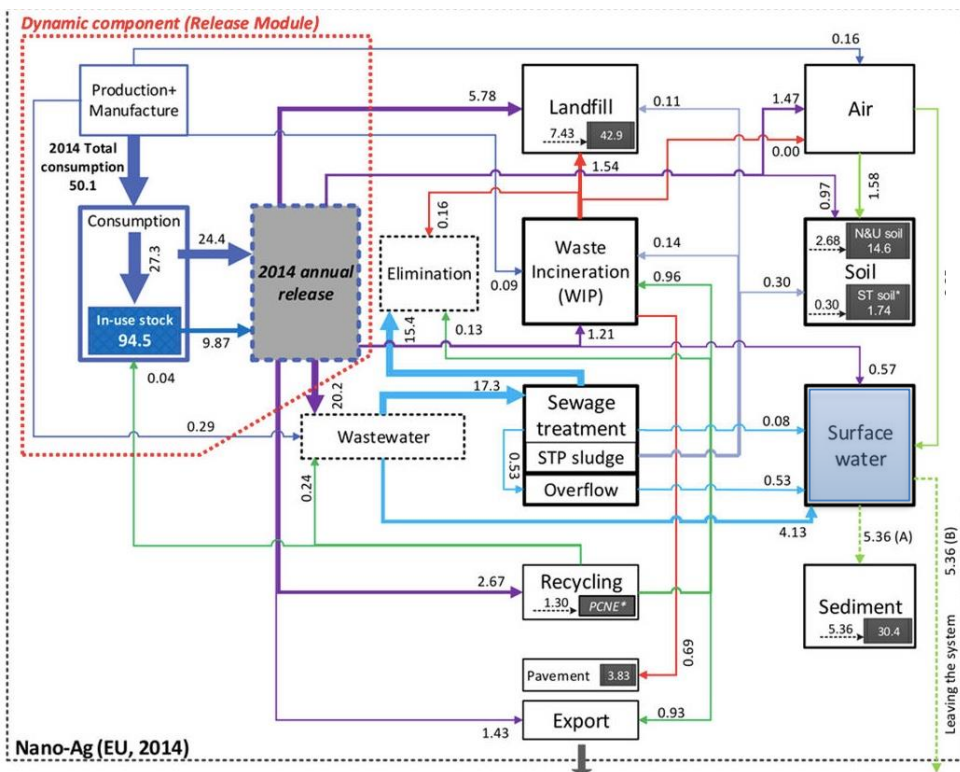 Dynamic component (Release Module)
0.16
Production+
Manufacture
5.78
Landfill
7.43
42.9
0.11
1.47
Air
0.00
2014 Total
consumption
50.1
1.54
0.97
1.58
Consumption
27.3
24.4
2014 annual
release
0.16
Elimination
Waste
Incineration
(WIP)
0.14
2.68
N&U soil
14.6
Soil
0.96
0.30
0.30
ST soil*
1.74
0.09
In-use stock
94.5
9.87
15.4
0.13
1.21
0.04
20.2
0.57
17.3
Sewage
treatment
0.08
Surface
water
0.29
Wastewater
STP sludge
0.53
0.24
Overflow
0.53
4.13
5.36 (A)
5.36 (B)
2.67
Recycling
1.30
PCNE*
Sediment
5.36
30.4
0.69
Leaving the system
Pavement
3.83
Export
0.93
1.43
Nano-Ag (EU, 2014)